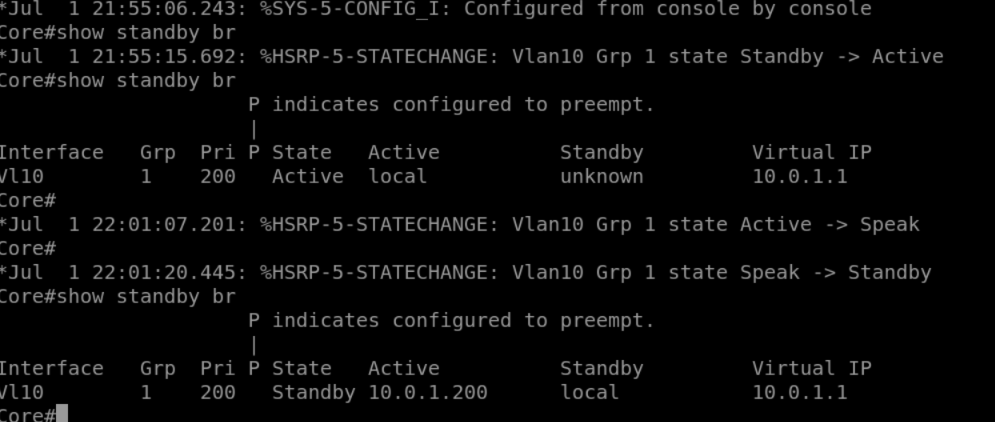 *Jul  1 21:55:06.243: %SYS-5-CONFIG_I: Configured from console by console
Core#show standby br
*Jul  1 21:55:15.692: %HSRP-5-STATECHANGE: Vlan10 Grp 1 state Standby -> Active
Core#show standby br
                     P indicates configured to preempt.
                     |
Interface   Grp  Pri P State   Active          Standby         Virtual IP
Vl10        1    200   Active  local           unknown         10.0.1.1
Core#
*Jul  1 22:01:07.201: %HSRP-5-STATECHANGE: Vlan10 Grp 1 state Active -> Speak
Core#
*Jul  1 22:01:20.445: %HSRP-5-STATECHANGE: Vlan10 Grp 1 state Speak -> Standby
Core#show standby br
                     P indicates configured to preempt.
                     |
Interface   Grp  Pri P State   Active          Standby         Virtual IP
Vl10        1    200   Standby 10.0.1.200      local           10.0.1.1
Core#